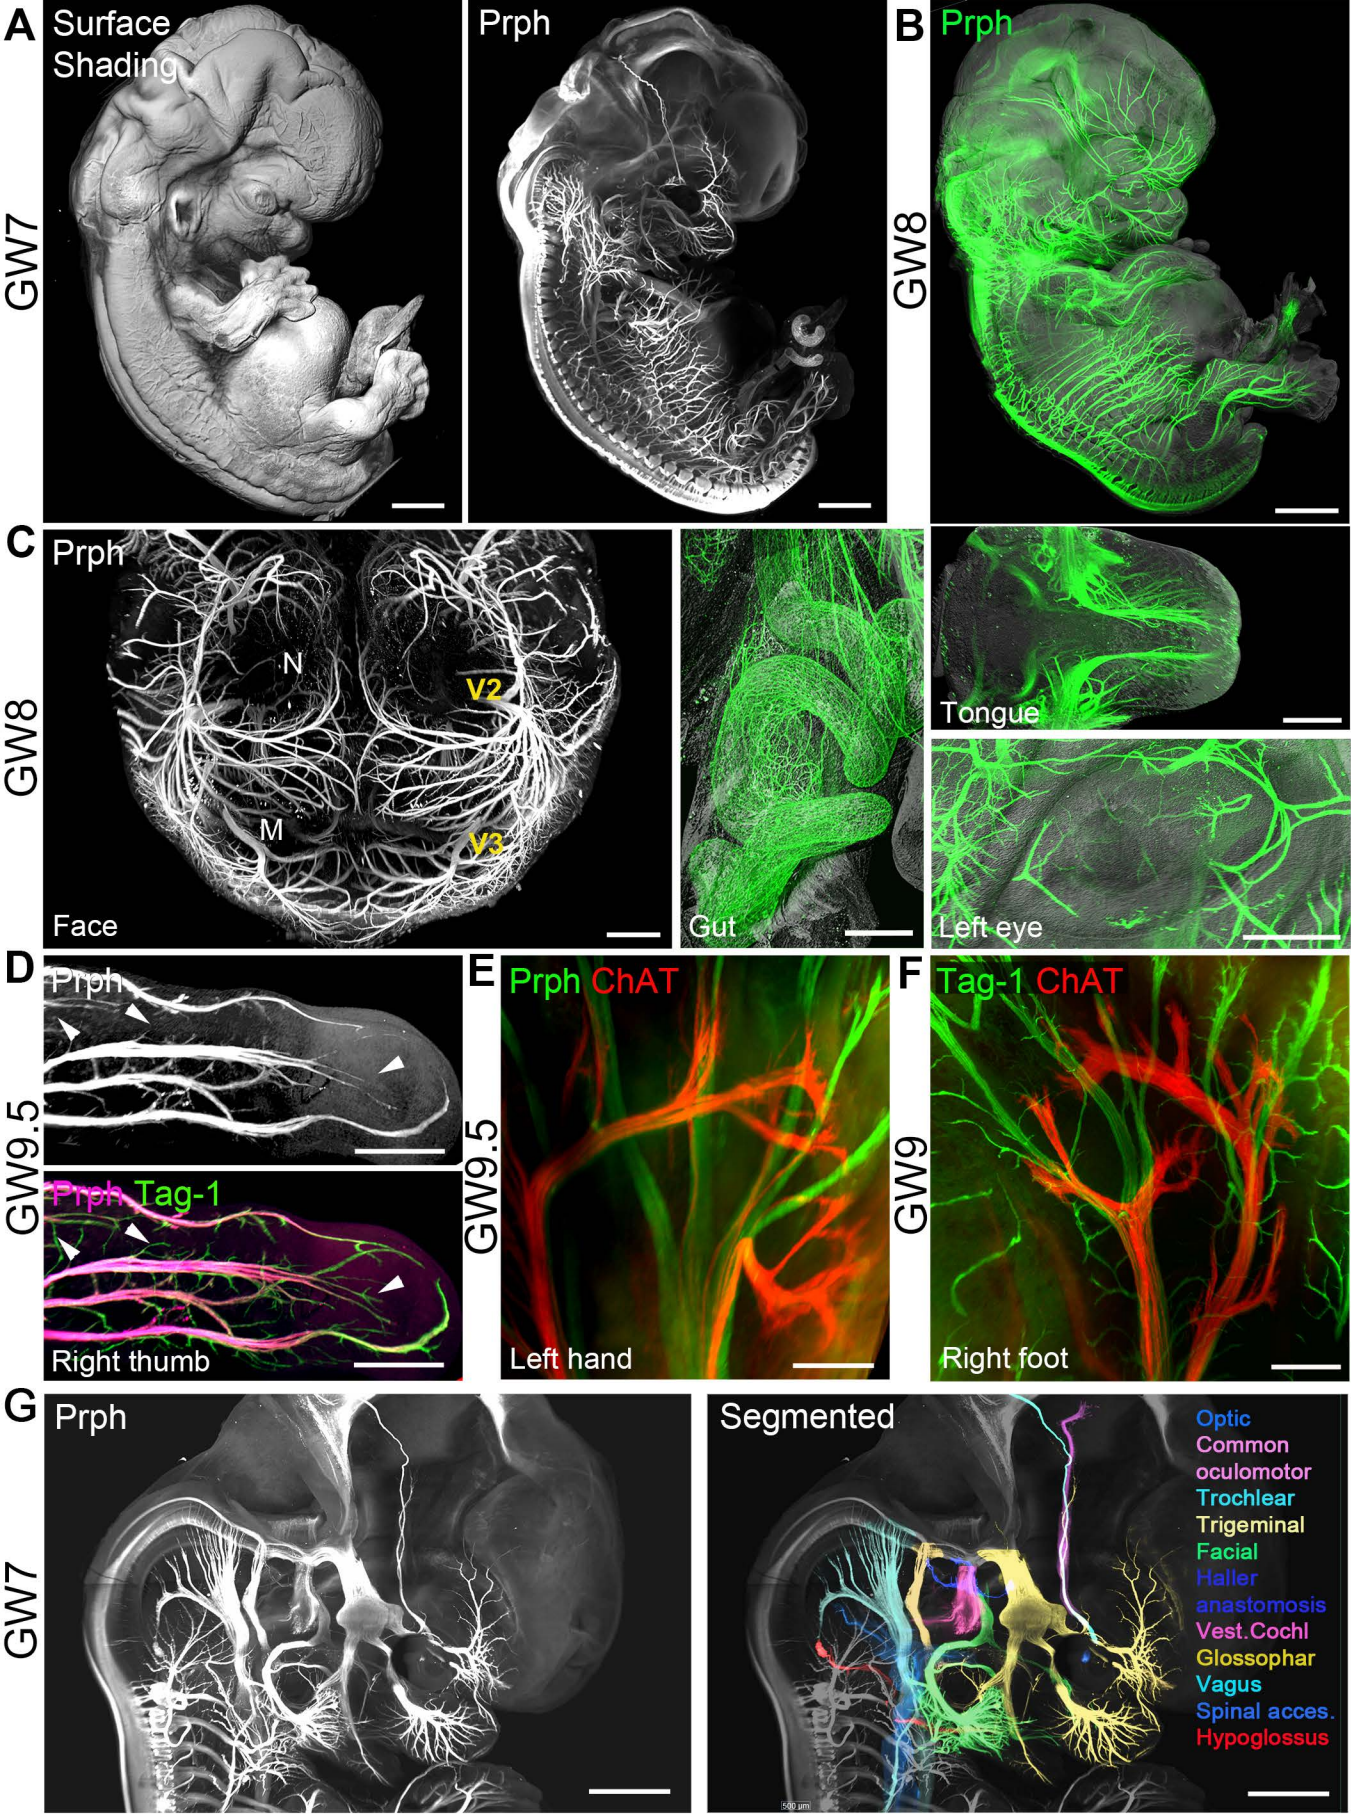 A
Surface
Shading
Prph
B
Prph
GW7
GW8
C
Prph
N
V2
M
V3
Face
Gut
Tongue
Left eye
GW8
D
Prph
Prph Tag-1
Right thumb
GW9.5
E
Prph ChAT
Left hand
GW9.5
F
Tag-1 ChAT
Right foot
GW9
G
Prph
GW7
Segmented
Optic
Common
oculomotor
Trochlear
Trigeminal
Facial
Haller
anastomosis
Vest.Cochl
Glossophar
Vagus
Spinal acces.
Hypoglossus
500 µm